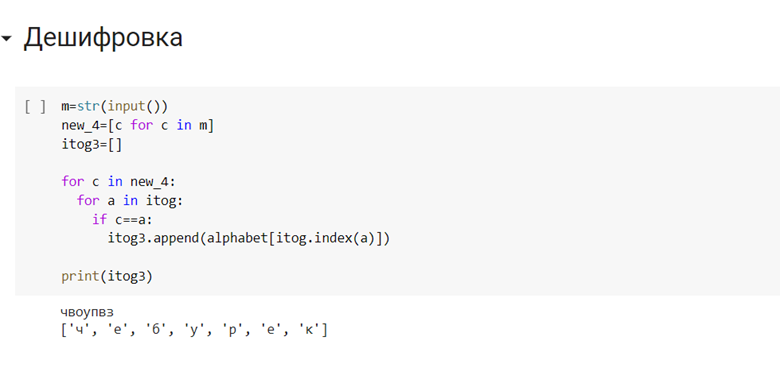 Дешифровка
[ ] m=str(input())
new_4=[c for c in m]
itog3=[]
for c in new_4:
for a in itog:
if c==a:
itog3.append(alphabet[itog.index(a)])
print(itog3)
чвоупвз
['ч', 'е', 'б', 'у', 'р', 'е', 'к']